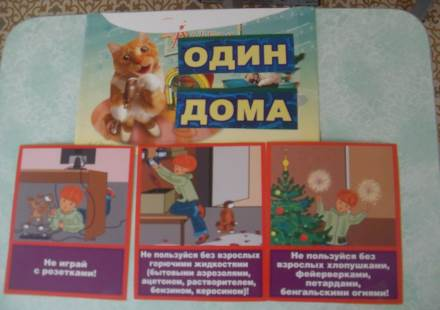 ОДИН
ДОМА
Не играй
с розетками!
Не пользуйся без взрослых
горючими жидкостями
(бытовыми аэрозолями,
ацетоном, растворителем,
бензином, керосином)!
Не пользуйся без
взрослых хлопушками,
фейерверками,
петардами,
бенгальскими огнями!